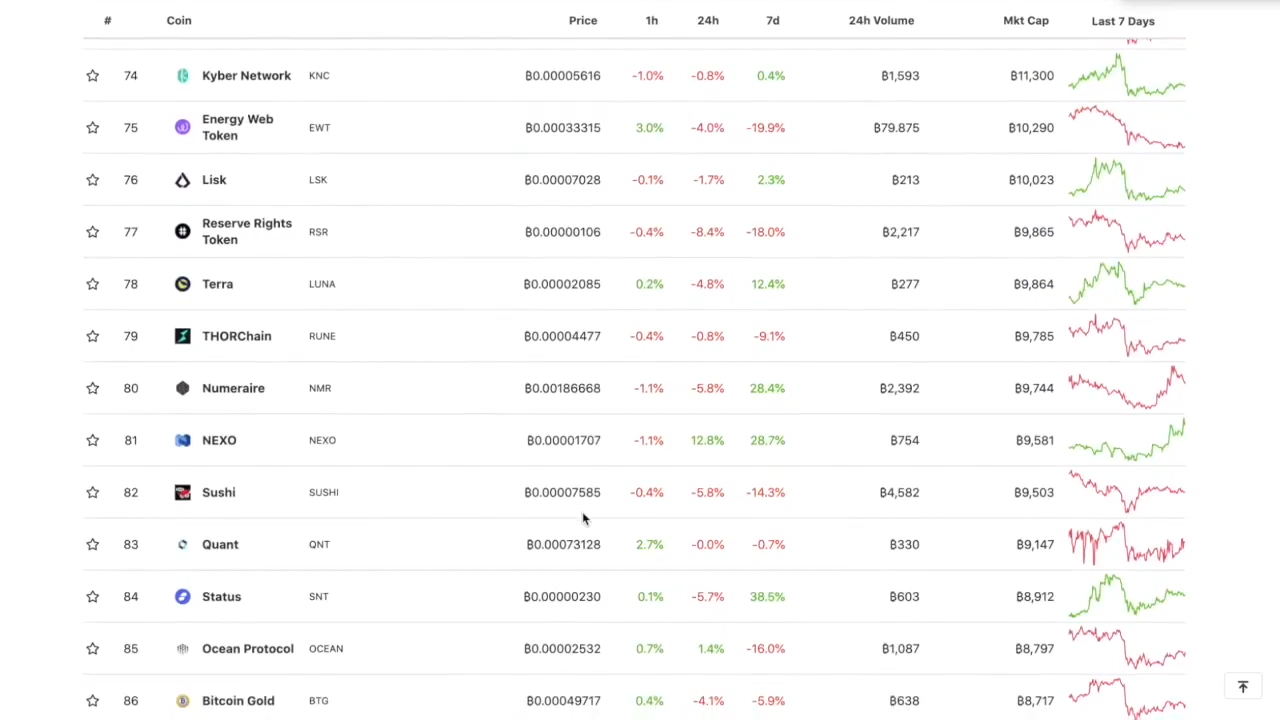 # Coin Price 1h 24h 7d 24h Volume Mkt Cap Last 7 Days
74 Kyber Network KNC ₿0.00005616 -1.0% -0.8% 0.4% ₿1,593 ₿11,300
75 Energy Web Token EWT ₿0.00033315 3.0% -4.0% -19.9% ₿79.875 ₿10,290
76 Lisk LSK ₿0.00007028 -0.1% -1.7% 2.3% ₿213 ₿10,023
77 Reserve Rights Token RSR ₿0.00000106 -0.4% -8.4% -18.0% ₿2,217 ₿9,865
78 Terra LUNA ₿0.00002085 0.2% -4.8% 12.4% ₿277 ₿9,864
79 THORChain RUNE ₿0.00004477 -0.4% -0.8% -9.1% ₿450 ₿9,785
80 Numeraire NMR ₿0.00186668 -1.1% -5.8% 28.4% ₿2,392 ₿9,744
81 NEXO NEXO ₿0.00001707 -1.1% 12.8% 28.7% ₿754 ₿9,581
82 Sushi SUSHI ₿0.00007585 -0.4% -5.8% -14.3% ₿4,582 ₿9,503
83 Quant QNT ₿0.00073128 2.7% -0.0% -0.7% ₿330 ₿9,147
84 Status SNT ₿0.00000230 0.1% -5.7% 38.5% ₿603 ₿8,912
85 Ocean Protocol OCEAN ₿0.00002532 0.7% 1.4% -16.0% ₿1,087 ₿8,797
86 Bitcoin Gold BTG ₿0.00049717 0.4% -4.1% -5.9% ₿638 ₿8,717